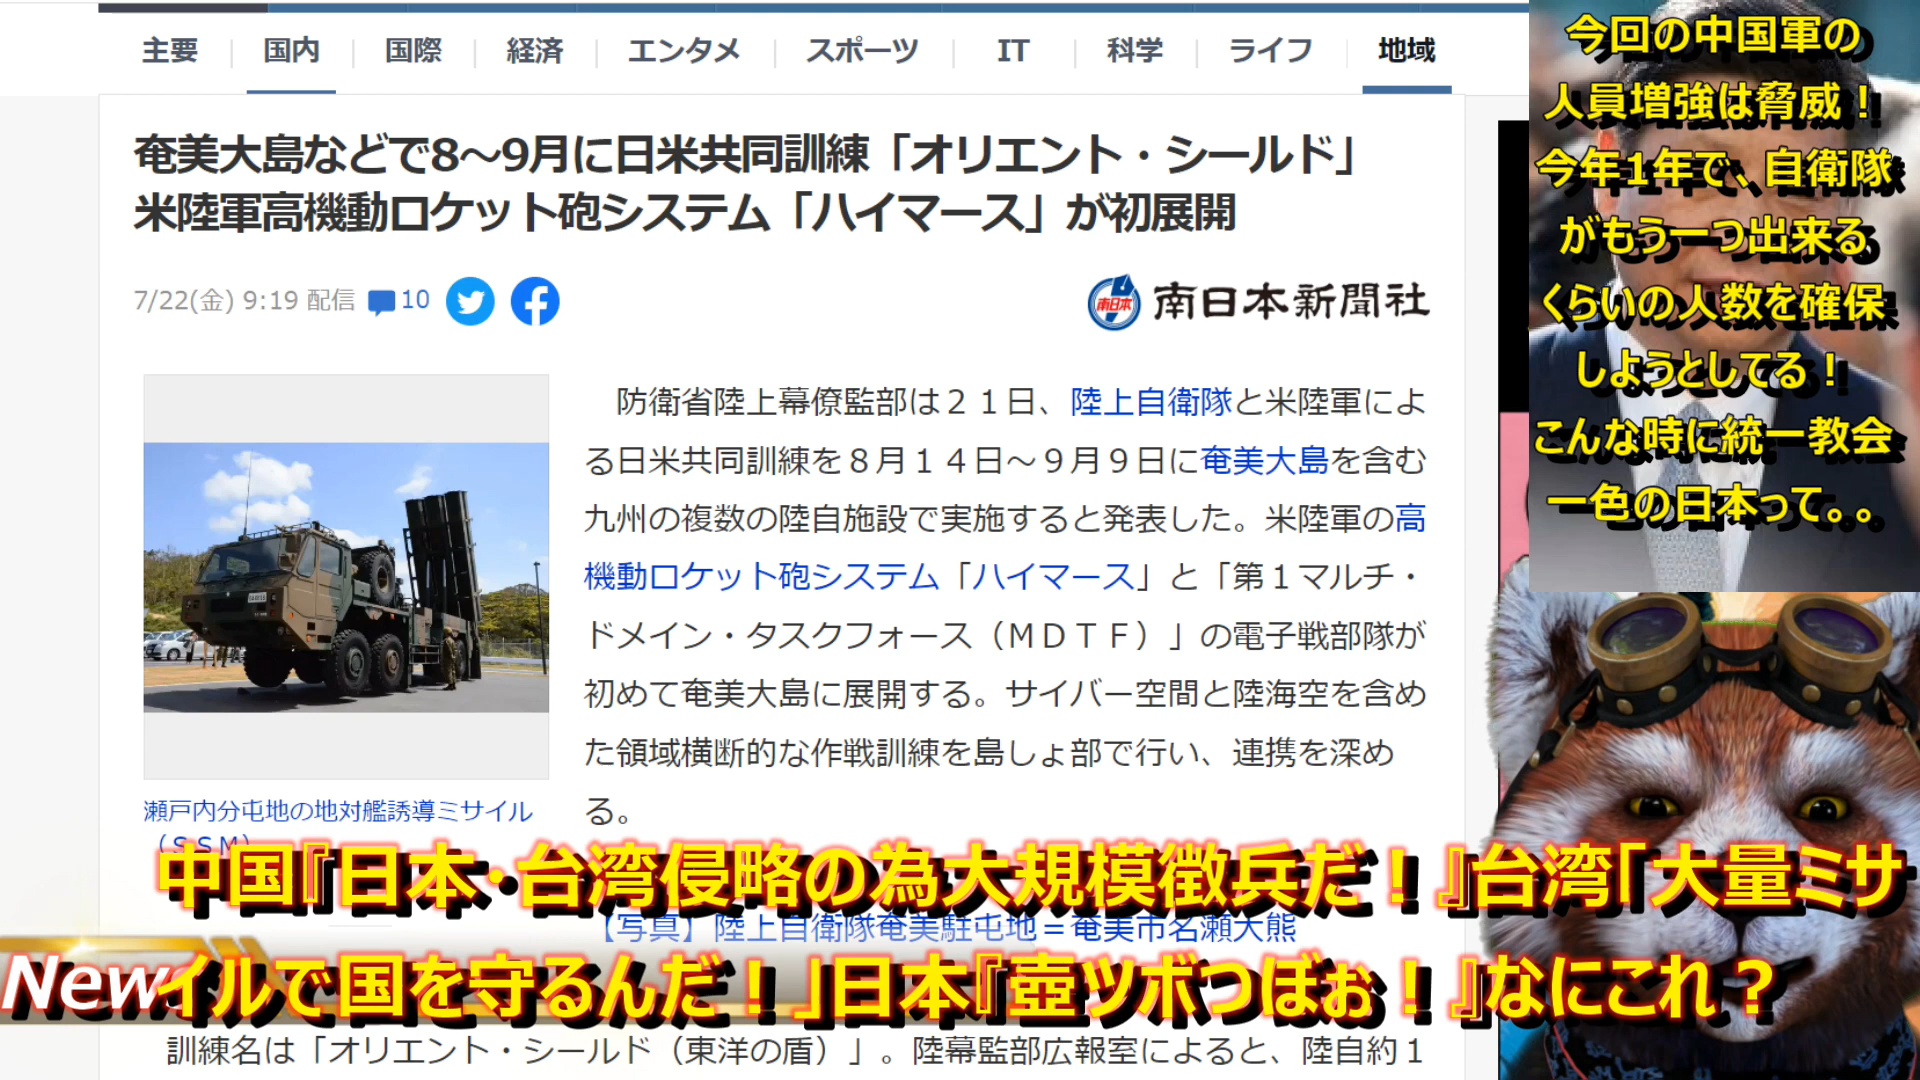 主要
国内
国際
経済
エンタメ
スポーツ
IT
科学
ライフ
地域
奄美大島などで8〜9月に日米共同訓練「オリエント・シールド」
米陸軍高機動ロケット砲システム「ハイマース」が初展開
7/22(金) 9:19 配信
10
南日本
南日本新聞社
防衛省陸上幕僚監部は２１日、陸上自衛隊と米陸軍によ
る日米共同訓練を８月１４日〜９月９日に奄美大島を含む
九州の複数の陸自施設で実施すると発表した。米陸軍の高
機動ロケット砲システム「ハイマース」と「第１マルチ・
ドメイン・タスクフォース（ＭＤＴＦ）」の電子戦部隊が
初めて奄美大島に展開する。サイバー空間と陸海空を含め
た領域横断的な作戦訓練を島しょ部で行い、連携を深め
る。
瀬戸内分屯地の地対艦誘導ミサイル
（ＳＳＭ）
【写真】陸上自衛隊奄美駐屯地＝奄美市名瀬大熊
訓練名は「オリエント・シールド（東洋の盾）」。陸幕監部広報室によると、陸自約１
今回の中国軍の
人員増強は脅威！
今年1年で、自衛隊
がもう一つ出来る
くらいの人数を確保
しようとしてる！
こんな時に統一教会
一色の日本って。。
中国『日本・台湾侵略の為大規模徴兵だ！』台湾「大量ミサ
イルで国を守るんだ！」日本『壺ツボつぼぉ！』なにこれ？
New